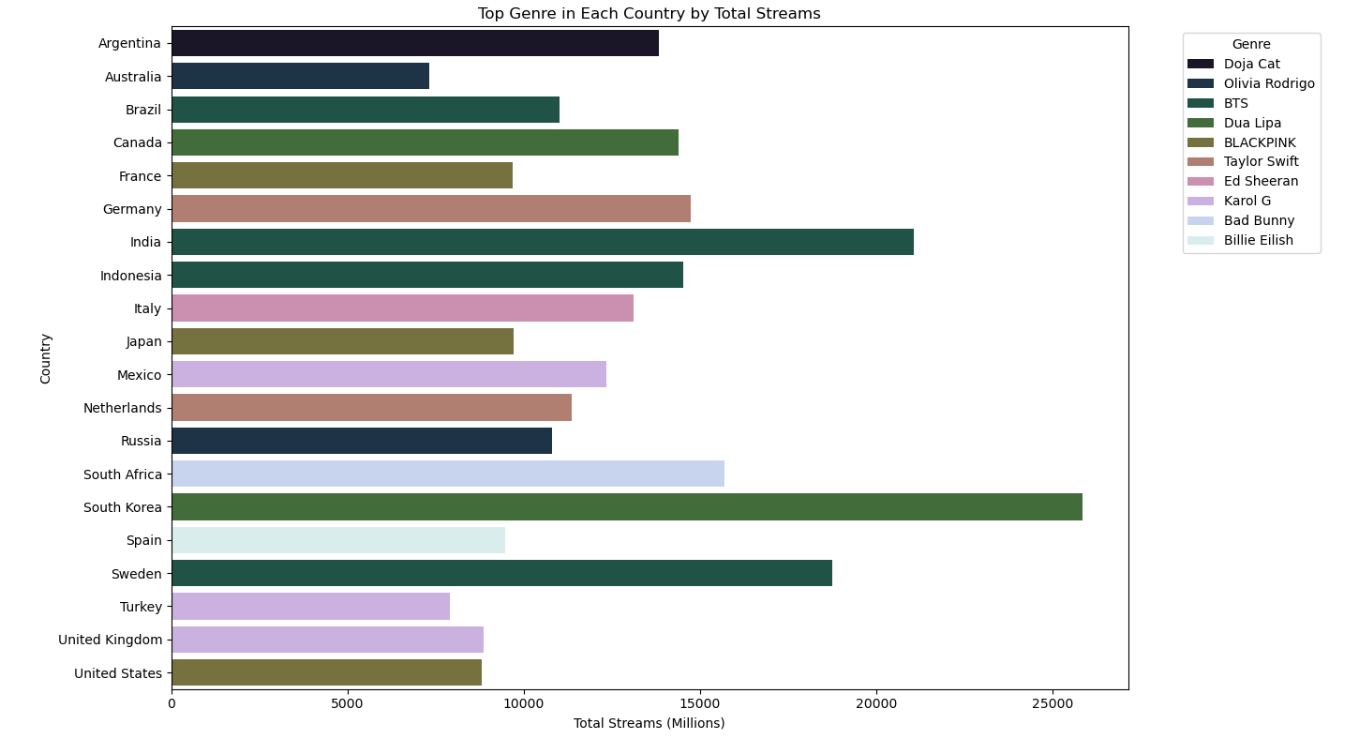 Top Genre in Each Country by Total Streams
Argentina
Australia
Brazil
Canada
France
Germany
India
Indonesia
Italy
Japan
Mexico
Netherlands
Russia
South Africa
South Korea
Spain
Sweden
Turkey
United Kingdom
United States
Country
0 5000 10000 15000 20000 25000
Total Streams (Millions)
Genre
Doja Cat
Olivia Rodrigo
BTS
Dua Lipa
BLACKPINK
Taylor Swift
Ed Sheeran
Karol G
Bad Bunny
Billie Eilish